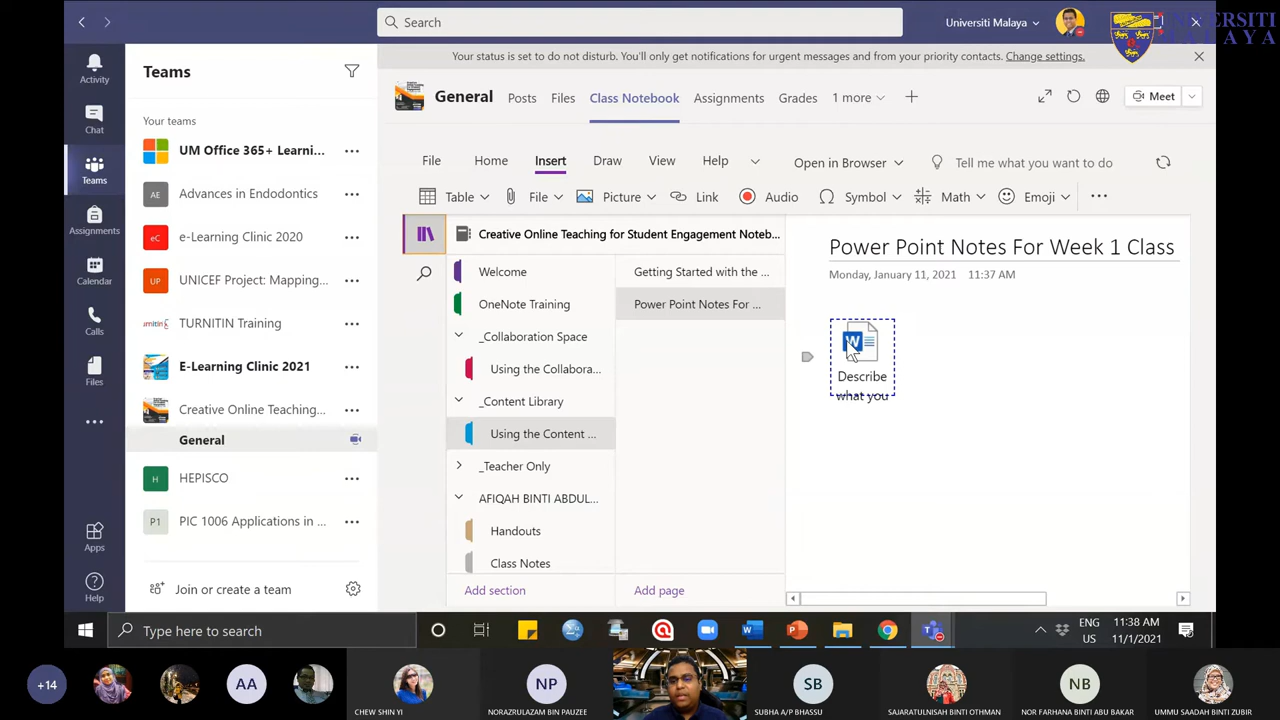 Search
Universiti Malaya
UNIVERSITI
MALAYA
Activity
Chat
Teams
Assignments
Calendar
Calls
Files
Apps
Help
Teams
Your teams
UM Office 365+ Learni...
AE
Advances in Endodontics
eC
e-Learning Clinic 2020
UP
UNICEF Project: Mapping...
turnitin
TURNITIN Training
E-Learning Clinic 2021
Creative Online Teaching...
General
H
HEPISCO
P1
PIC 1006 Applications in ...
Join or create a team
Your status is set to do not disturb. You'll only get notifications for urgent messages and from your priority contacts. Change settings.
General Posts Files Class Notebook Assignments Grades 1 more
Meet
File Home Insert Draw View Help Open in Browser Tell me what you want to do
Table File Picture Link Audio Symbol Math Emoji
Creative Online Teaching for Student Engagement Noteb...
Welcome
OneNote Training
_Collaboration Space
Using the Collabora...
_Content Library
Using the Content ...
_Teacher Only
AFIQAH BINTI ABDUL...
Handouts
Class Notes
Add section
Getting Started with the ...
Power Point Notes For ...
Add page
Power Point Notes For Week 1 Class
Monday, January 11, 2021 11:37 AM
W
Describe
what you
Type here to search
ENG
US
11:38 AM
11/1/2021
+14
AA
CHEW SHIN YI
NP
NORAZRULAZAM BIN PAUZEE
SB
SUBHA A/P BHASSU
SAJARATULNISAH BINTI OTHMAN
NB
NOR FARHANA BINTI ABU BAKAR
UMMU SAADAH BINTI ZUBIR